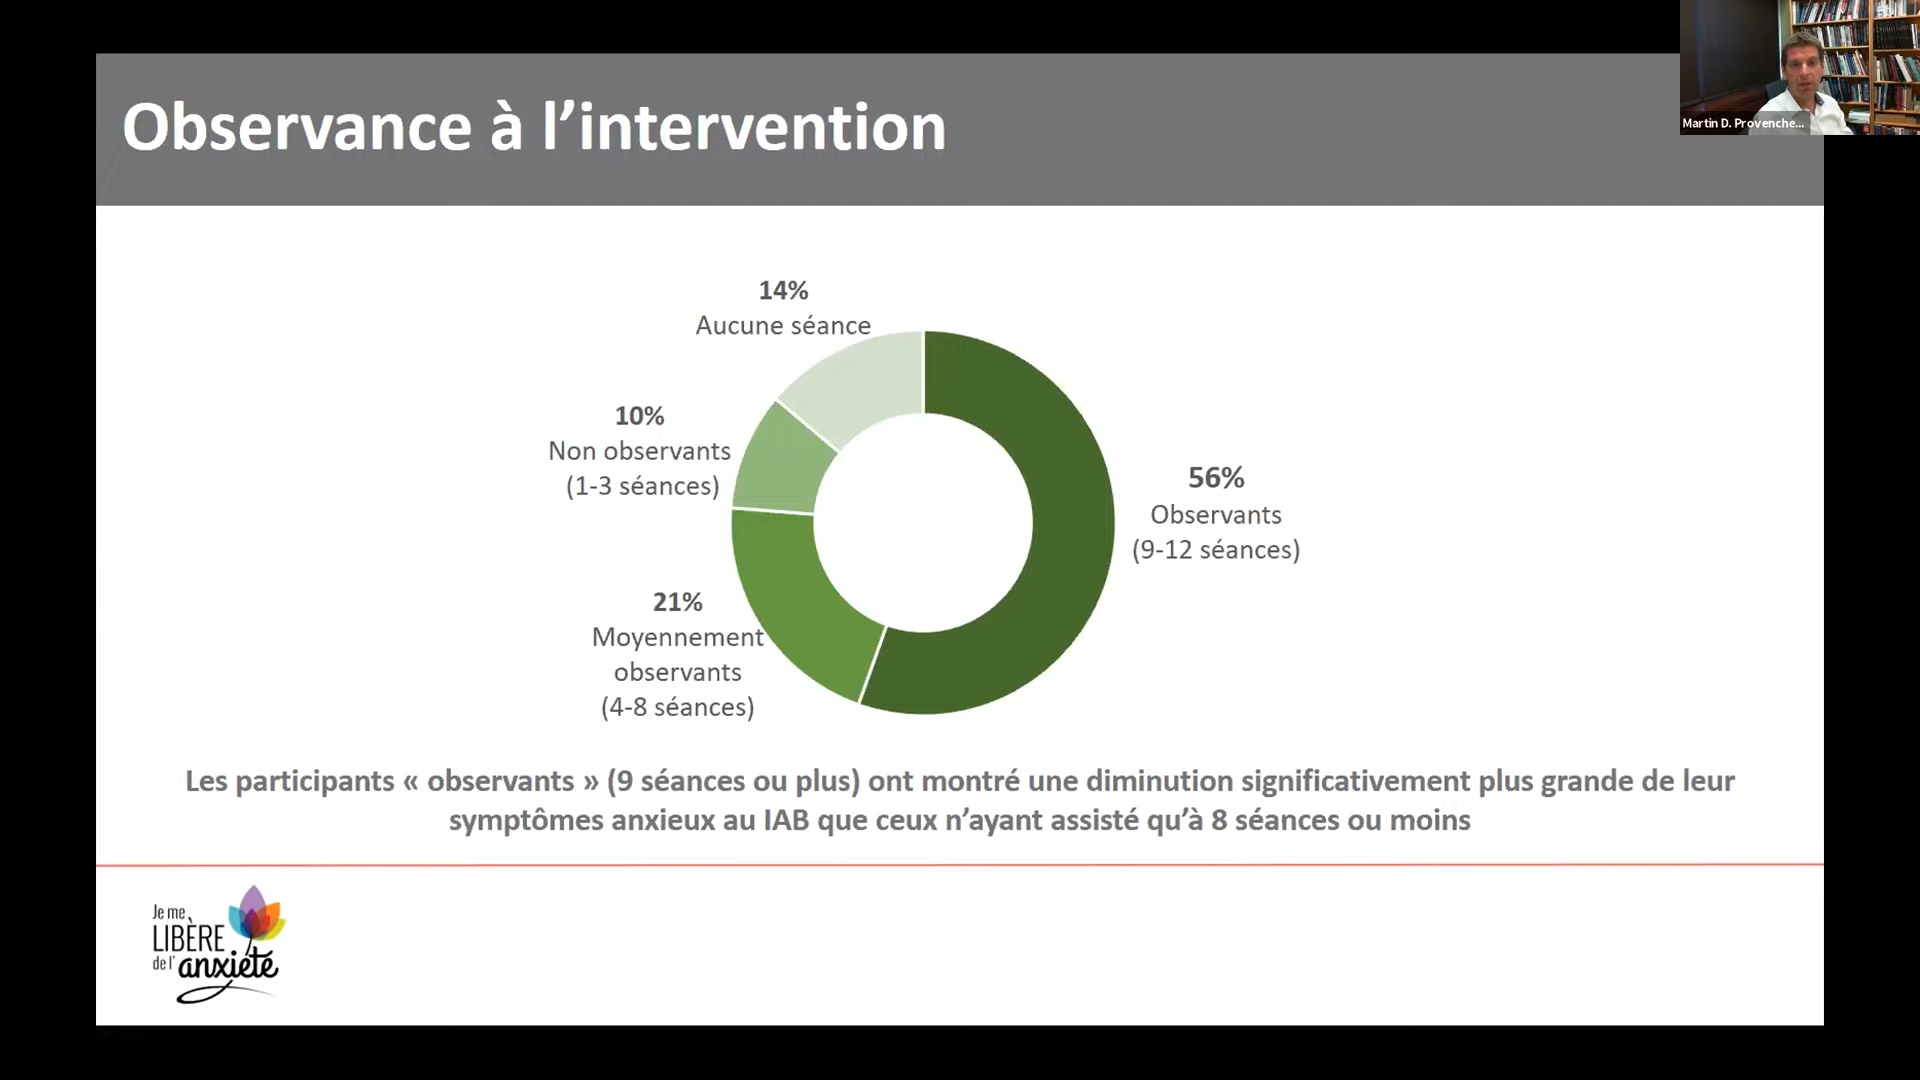 Observance à l’intervention
Martin D. Provenche...
14%
Aucune séance
10%
Non observants
(1-3 séances)
56%
Observants
(9-12 séances)
21%
Moyennement
observants
(4-8 séances)
Les participants « observants » (9 séances ou plus) ont montré une diminution significativement plus grande de leur
symptômes anxieux au IAB que ceux n’ayant assisté qu’à 8 séances ou moins
Je me
LIBÈRE
de l'anxiété